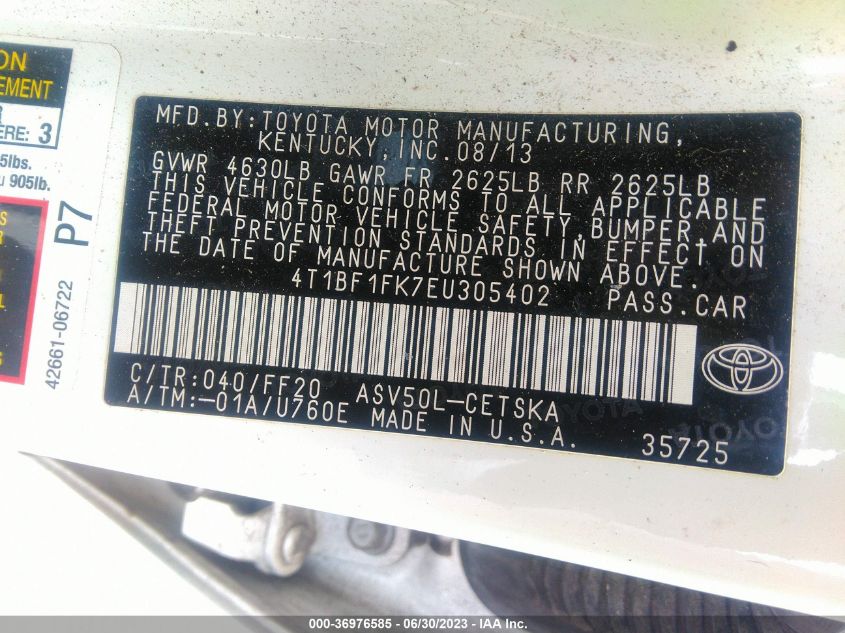 ON
EMENT
ERE: 3
5lbs.
905lb.
P7
42661-06722
MFD.BY:TOYOTA MOTOR MANUFACTURING,
KENTUCKY,INC.08/13
GVWR 4630LB GAWR FR 2625LB RR 2625LB
THIS VEHICLE CONFORMS TO ALL APPLICABLE
FEDERAL MOTOR VEHICLE SAFETY,BUMPER,AND
THEFT PREVENTION STANDARDS IN EFFECT ON
THE DATE OF MANUFACTURE SHOWN ABOVE.
4T1BF1FK7EU305402 PASS.CAR
C/TR:040/FF20 ASV50L-CETSKA
A/TM:-01A/U760E MADE IN U.S.A. 35725
000-36976585 - 06/30/2023 - IAA Inc.